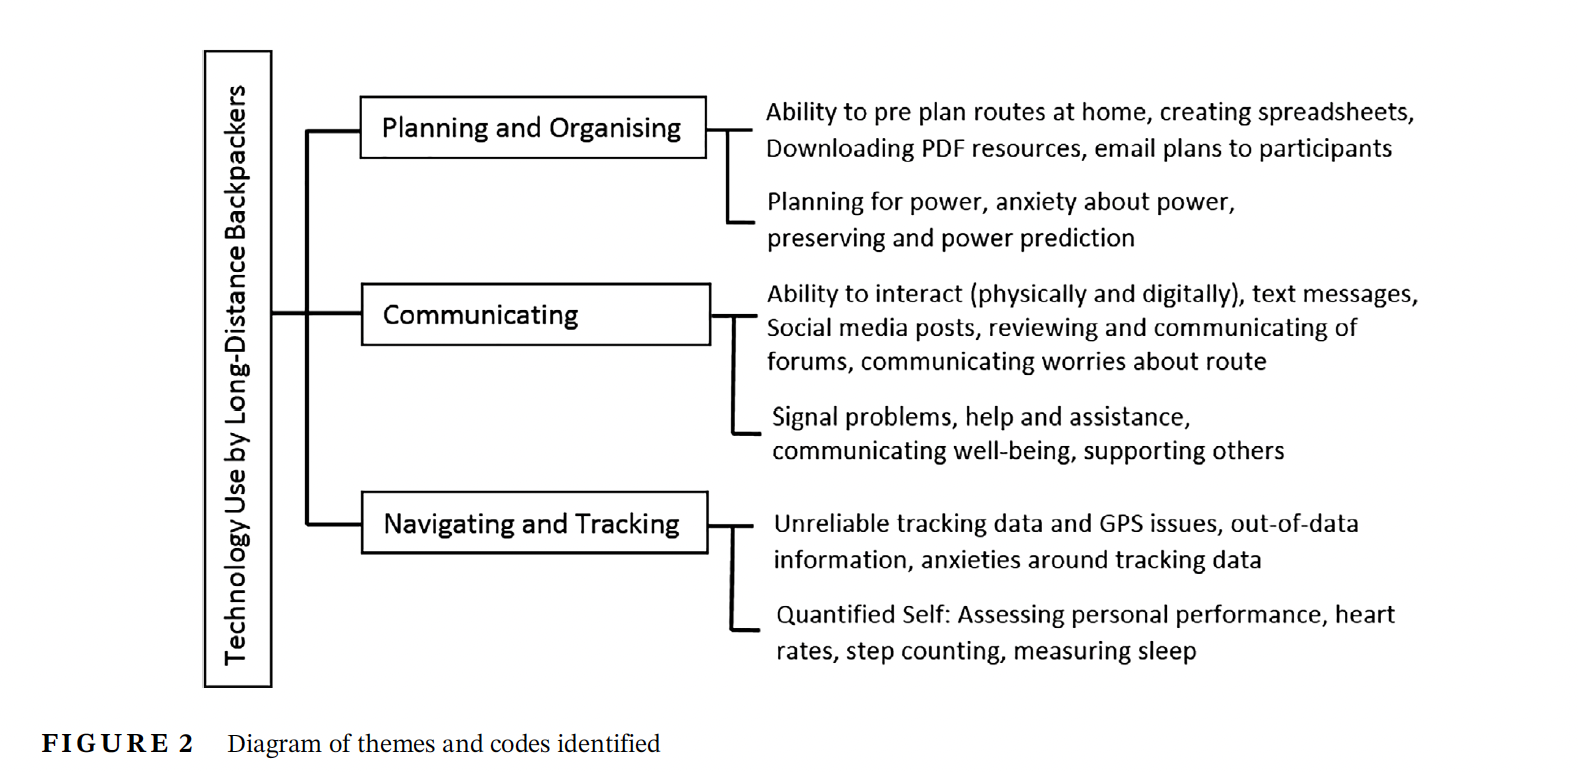 Technology Use by Long-Distance Backpackers
Planning and Organising
Ability to pre plan routes at home, creating spreadsheets,
Downloading PDF resources, email plans to participants
Planning for power, anxiety about power,
preserving and power prediction
Communicating
Ability to interact (physically and digitally), text messages,
Social media posts, reviewing and communicating of
forums, communicating worries about route
Signal problems, help and assistance,
communicating well-being, supporting others
Navigating and Tracking
Unreliable tracking data and GPS issues, out-of-data
information, anxieties around tracking data
Quantified Self: Assessing personal performance, heart
rates, step counting, measuring sleep
FIGURE 2 Diagram of themes and codes identified